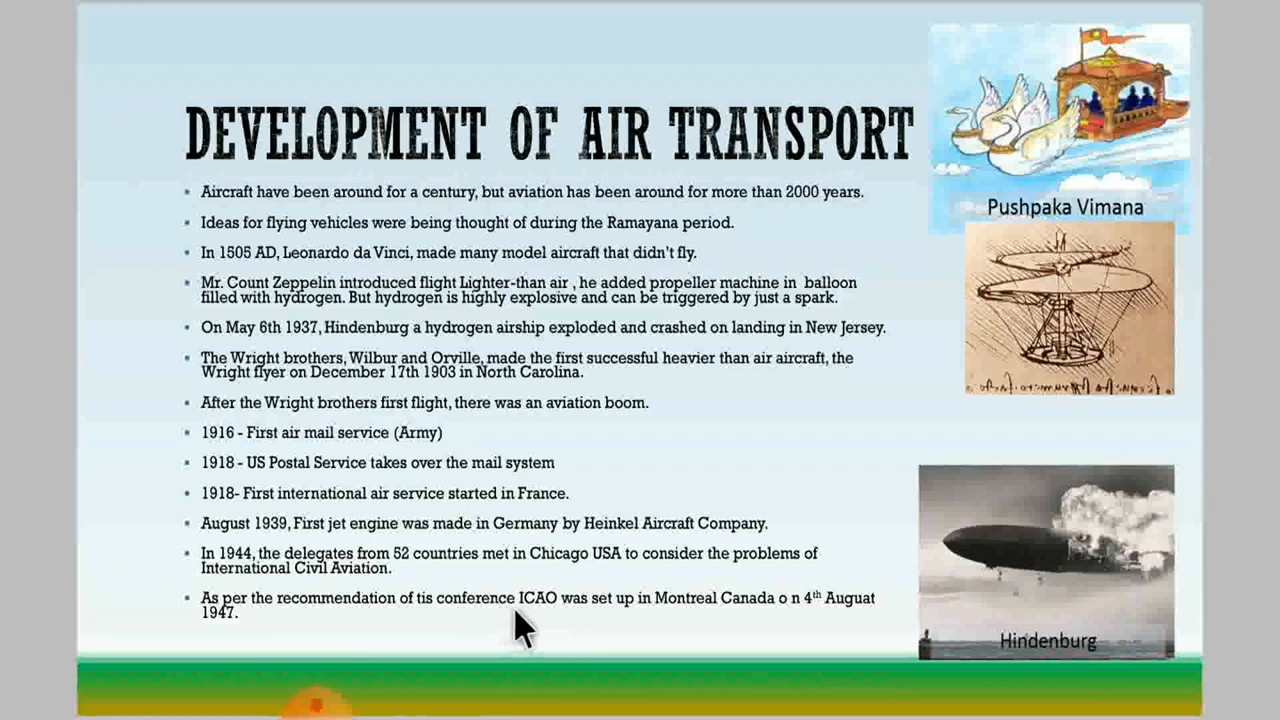 DEVELOPMENT OF AIR TRANSPORT
• Aircraft have been around for a century, but aviation has been around for more than 2000 years.
• Ideas for flying vehicles were being thought of during the Ramayana period.
• In 1505 AD, Leonardo da Vinci, made many model aircraft that didn't fly.
• Mr. Count Zeppelin introduced flight Lighter-than air , he added propeller machine in balloon
filled with hydrogen. But hydrogen is highly explosive and can be triggered by just a spark.
• On May 6th 1937, Hindenburg a hydrogen airship exploded and crashed on landing in New Jersey.
• The Wright brothers, Wilbur and Orville, made the first successful heavier than air aircraft, the
Wright flyer on December 17th 1903 in North Carolina.
• After the Wright brothers first flight, there was an aviation boom.
• 1916 - First air mail service (Army)
• 1918 - US Postal Service takes over the mail system
• 1918- First international air service started in France.
• August 1939, First jet engine was made in Germany by Heinkel Aircraft Company.
• In 1944, the delegates from 52 countries met in Chicago USA to consider the problems of
International Civil Aviation.
• As per the recommendation of tis conference ICAO was set up in Montreal Canada o n 4th Auguat
1947.
Pushpaka Vimana
Hindenburg